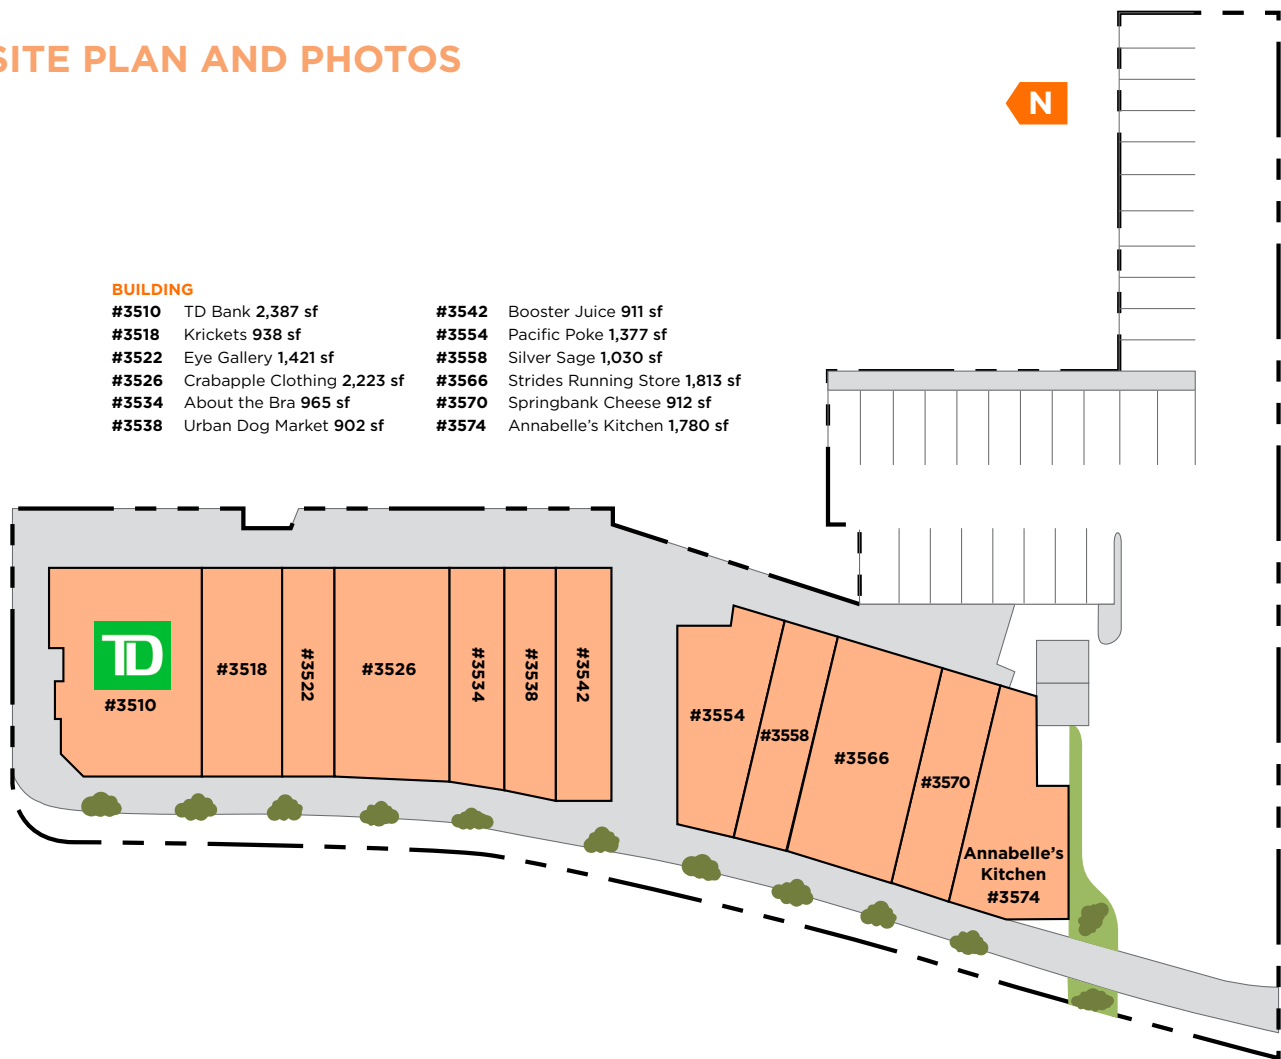 SITE PLAN AND PHOTOS
N
BUILDING
#3510 TD Bank 2,387 sf
#3518 Krickets 938 sf
#3522 Eye Gallery 1,421 sf
#3526 Crabapple Clothing 2,223 sf
#3534 About the Bra 965 sf
#3538 Urban Dog Market 902 sf
#3542 Booster Juice 911 sf
#3554 Pacific Poke 1,377 sf
#3558 Silver Sage 1,030 sf
#3566 Strides Running Store 1,813 sf
#3570 Springbank Cheese 912 sf
#3574 Annabelle's Kitchen 1,780 sf
TD
#3510
#3518
#3522
#3526
#3534
#3538
#3542
#3554
#3558
#3566
#3570
Annabelle's
Kitchen
#3574